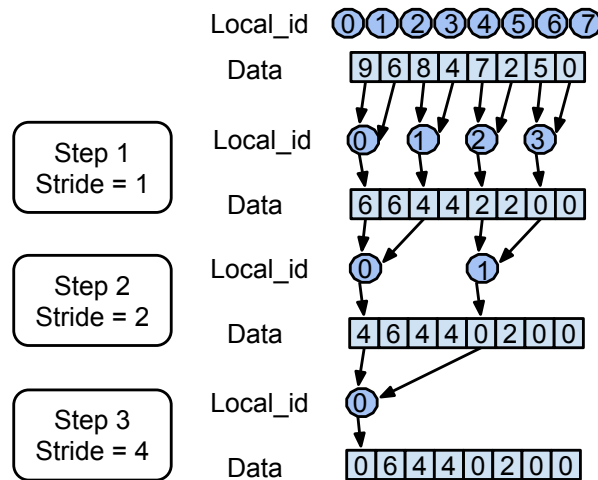 Local_id 0 1 2 3 4 5 6 7
Data 9 6 8 4 7 2 5 0
Step 1
Stride = 1
Local_id 0 1 2 3
Data 6 6 4 4 2 2 0 0
Step 2
Stride = 2
Local_id 0 1
Data 4 6 4 4 0 2 0 0
Step 3
Stride = 4
Local_id 0
Data 0 6 4 4 0 2 0 0